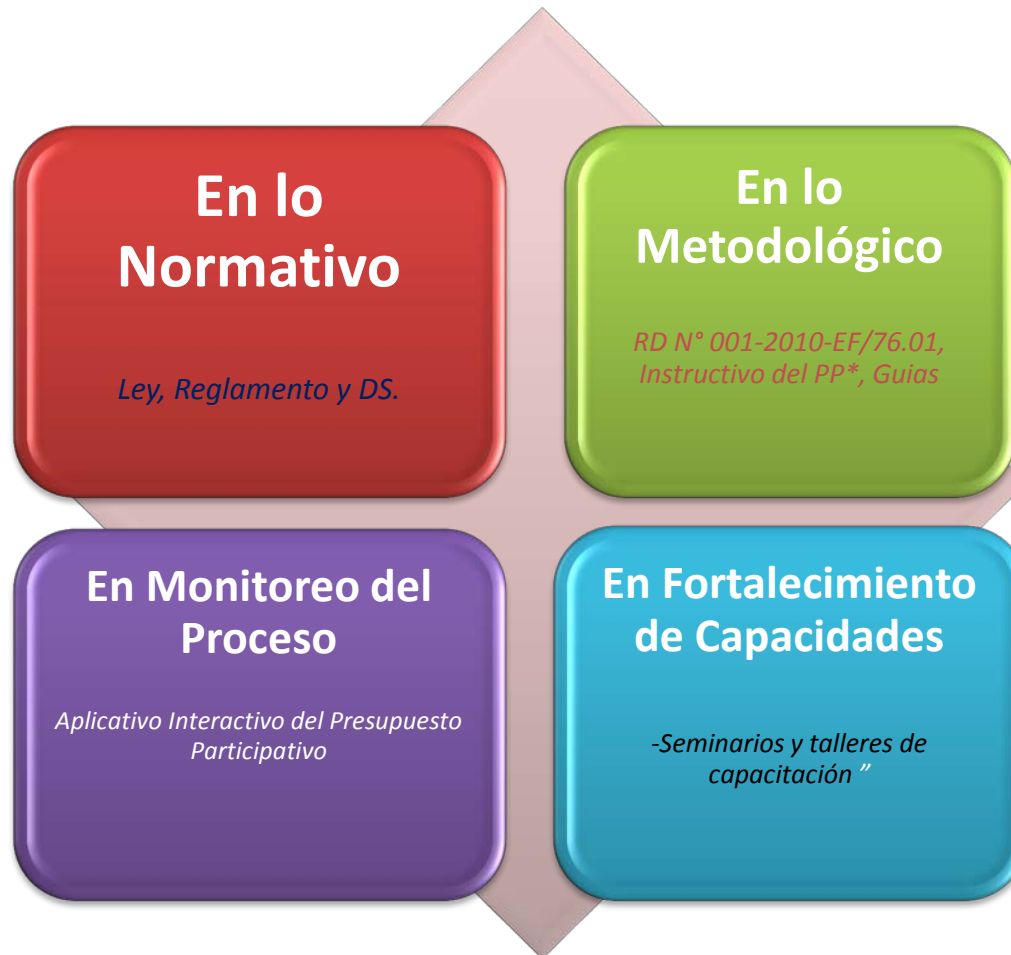 En lo
Normativo
Ley, Reglamento y DS.
En lo
Metodológico
RD N° 001-2010-EF/76.01,
Instructivo del PP*, Guias
En Monitoreo del
Proceso
Aplicativo Interactivo del Presupuesto
Participativo
En Fortalecimiento
de Capacidades
-Seminarios y talleres de
capacitación ”